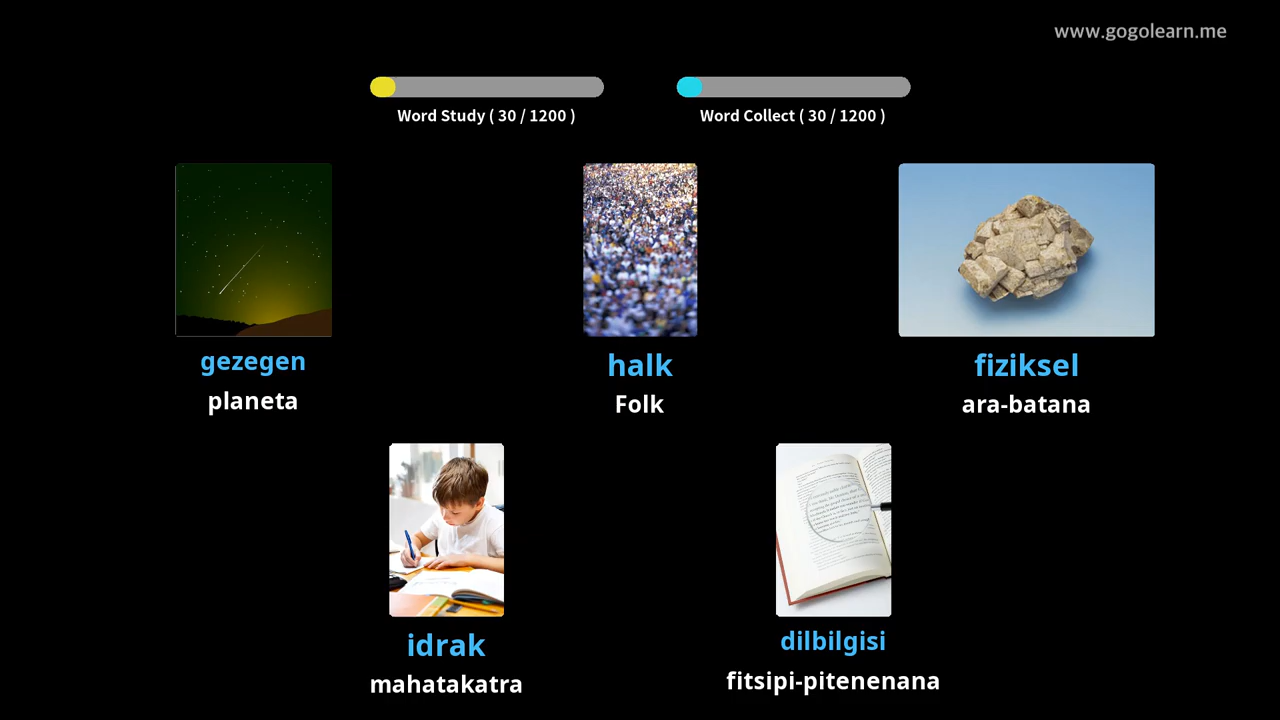 www.gogolearn.me
Word Study ( 30 / 1200 )
Word Collect ( 30 / 1200 )
gezegen
planeta
halk
Folk
fiziksel
ara-batana
idrak
mahatakatra
dilbilgisi
fitsipi-pitenenana